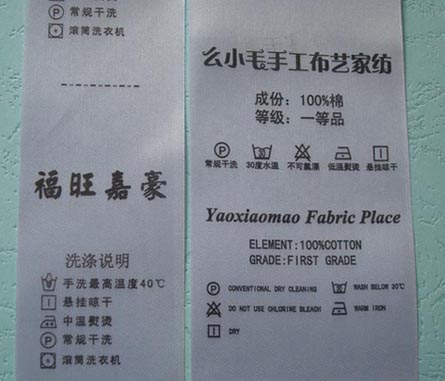 常规干洗
滚筒洗衣机
福旺嘉豪
洗涤说明
手洗最高温度40℃
悬挂晾干
中温熨烫
常规干洗
滚筒洗衣机
么小毛手工布艺家纺
成份：100%棉
等级：一等品
常规干洗 30度水温 不可氯漂 低温熨烫 悬挂晾干
Yaoxiaomao Fabric Place
ELEMENT:100%COTTON
GRADE:FIRST GRADE
CONVENTIONAL DRY CLEANING WASH BELOW 30℃
DO NOT USE CHLORINE BLEACH WARM IRON
DRY